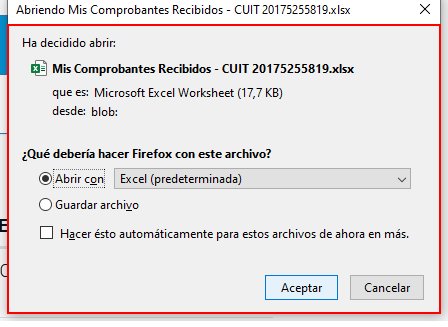 Abriendo Mis Comprobantes Recibidos - CUIT 20175255819.xlsx
Ha decidido abrir:
Mis Comprobantes Recibidos - CUIT 20175255819.xlsx
que es: Microsoft Excel Worksheet (17,7 KB)
desde: blob:
¿Qué debería hacer Firefox con este archivo?
Abrir con Excel (predeterminada)
Guardar archivo
Hacer ésto automáticamente para estos archivos de ahora en más.
Aceptar Cancelar